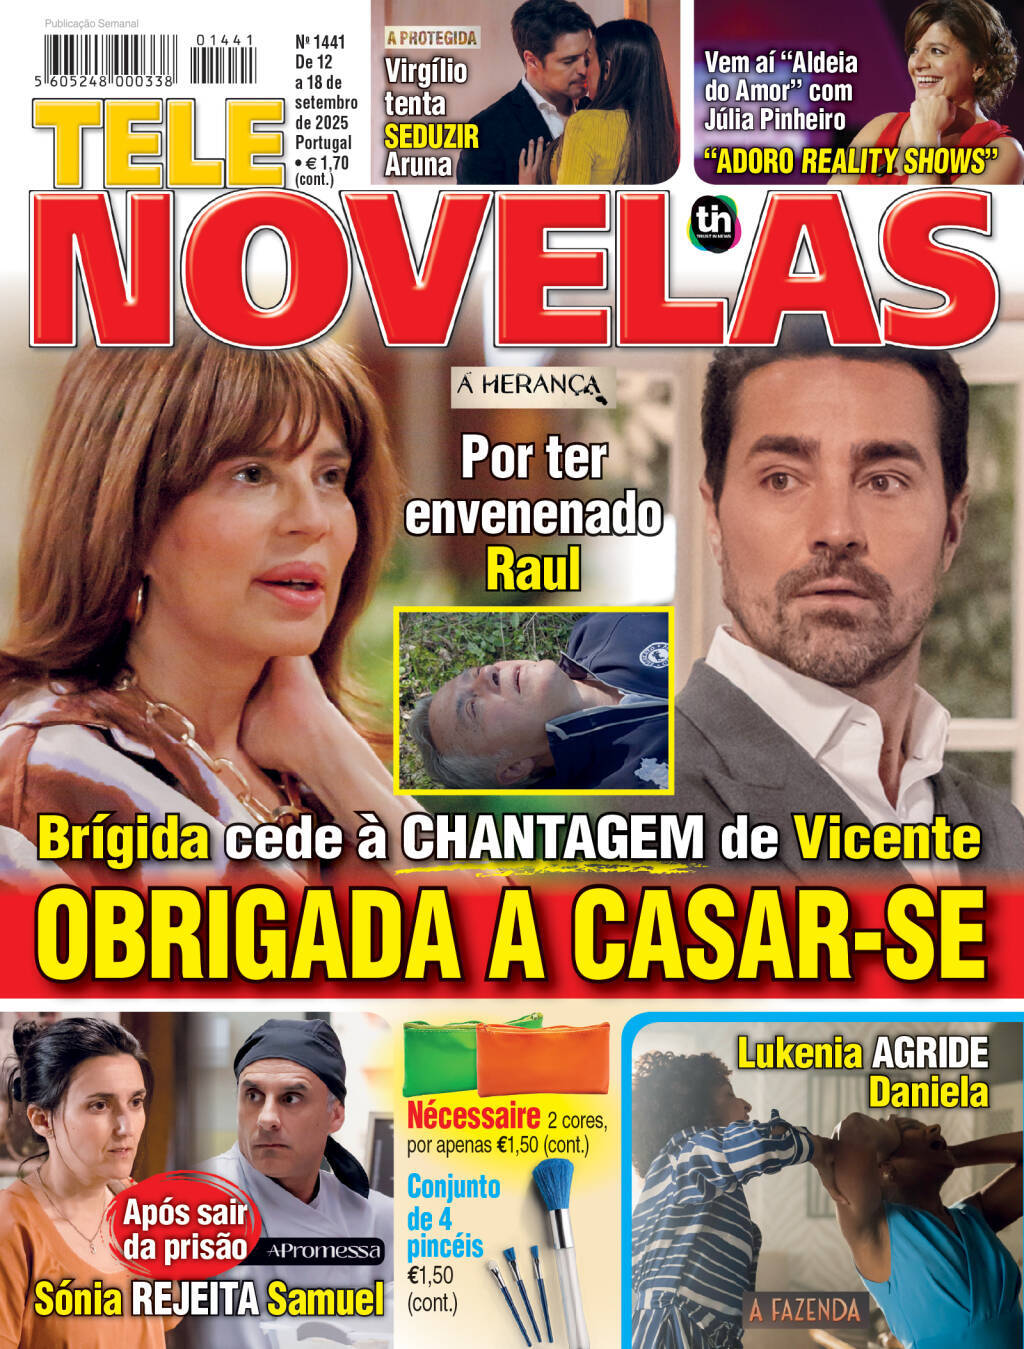 Publicação Semanal
01441
5 605248 000338
Nº 1441
De 12
a 18 de
setembro
de 2025
Portugal
• € 1,70
(cont.)
A PROTEGIDA
Virgílio
tenta
SEDUZIR
Aruna
Vem aí “Aldeia
do Amor” com
Júlia Pinheiro
“ADORO REALITY SHOWS”
TELE
NOVELAS
tin
TRUST IN NEWS
A HERANÇA
Por ter
envenenado
Raul
Brígida cede à CHANTAGEM de Vicente
OBRIGADA A CASAR-SE
Após sair
da prisão
A PROMESSA
Sónia REJEITA Samuel
Nécessaire 2 cores,
por apenas €1,50 (cont.)
Conjunto
de 4
pincéis
€1,50
(cont.)
Lukenia AGRIDE
Daniela
A FAZENDA